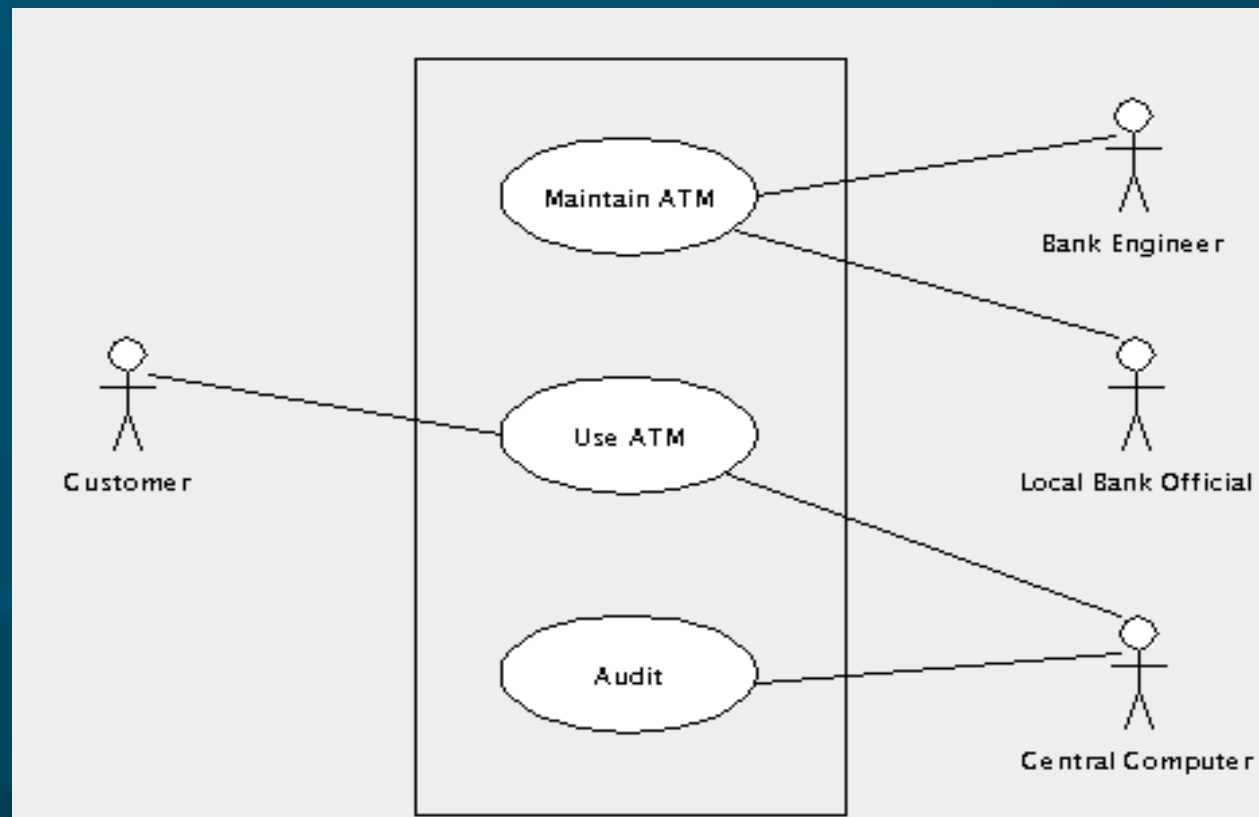 Maintain ATM
Bank Engineer
Use ATM
Customer
Local Bank Official
Audit
Central Computer